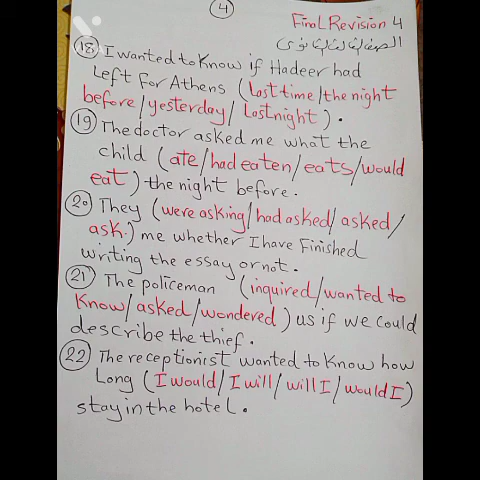 4
Final Revision 4
الصف الثالث الثانوى
18 I wanted to Know if Hadeer had
Left for Athens (Last time/the night
before/yesterday/Last night).
19 The doctor asked me what the
child (ate/had eaten/eats/would
eat) the night before.
20 They (were asking/had asked/asked/
ask.) me whether I have Finished
writing the essay or not.
21 The policeman (inquired/wanted to
Know/asked/wondered) us if we could
describe the thief.
22 The receptionist wanted to Know how
Long (I would/I will/will I/would I)
stay in the hotel.